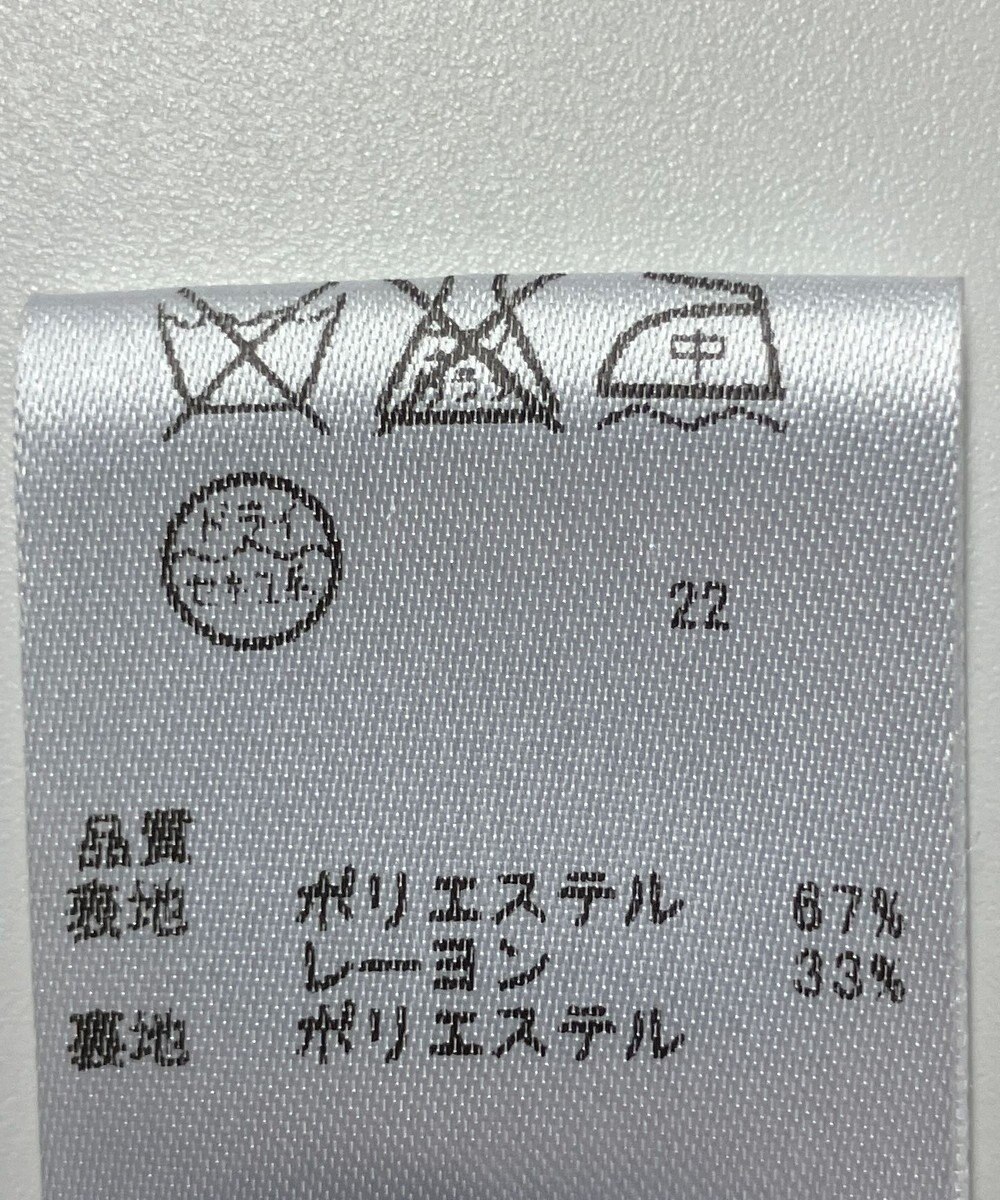 中
ドライ
セキユ系
22
品質
表地 ポリエステル 67%
レーヨン 33%
裏地 ポリエステル